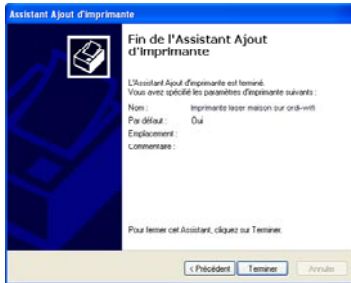 Assistant Ajout d'imprimante
Fin de l'Assistant Ajout
d'imprimante
L'Assistant Ajout d'imprimante est terminé.
Vous avez spécifié les paramètres d'imprimante suivants :
Nom : Imprimante laser maison sur ordi-wifi
Par défaut : Oui
Emplacement :
Commentaire :
Pour fermer cet Assistant, cliquez sur Terminer.
< Précédent Terminer Annuler